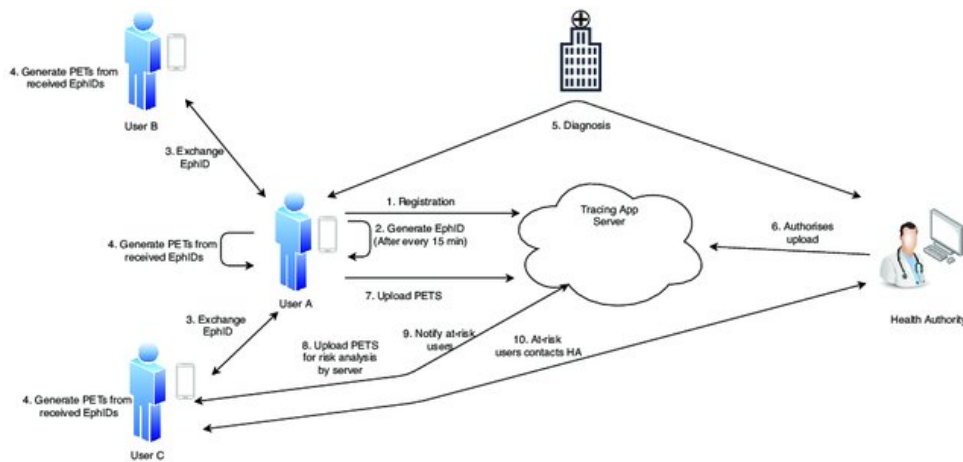 4. Generate PETs from
received EphIDs
User B
3. Exchange
EphID
5. Diagnosis
1. Registration
2. Generate EphID
(After every 15 min)
Tracing App
Server
6. Authorises
upload
4. Generate PETs from
received EphIDs
User A
7. Upload PETS
Health Authority
3. Exchange
EphID
8. Upload PETS
for risk analysis
by server
9. Notify at-risk
users
10. At-risk
users contacts HA
4. Generate PETs from
received EphIDs
User C